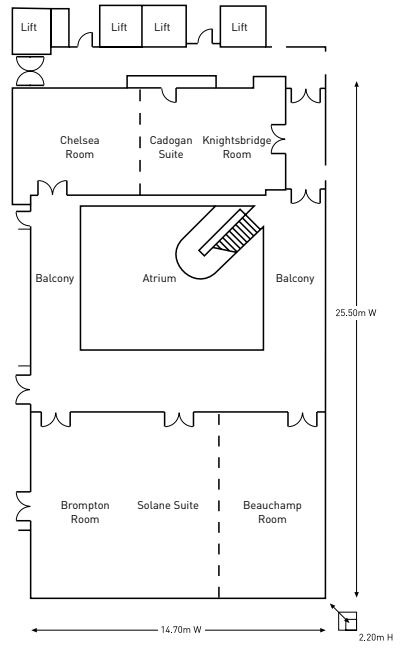 Lift
Lift
Lift
Lift
Chelsea
Room
Cadogan
Suite
Knightsbridge
Room
Balcony
Atrium
Balcony
25.50m W
Brompton
Room
Solane Suite
Beauchamp
Room
14.70m W
2.20m H